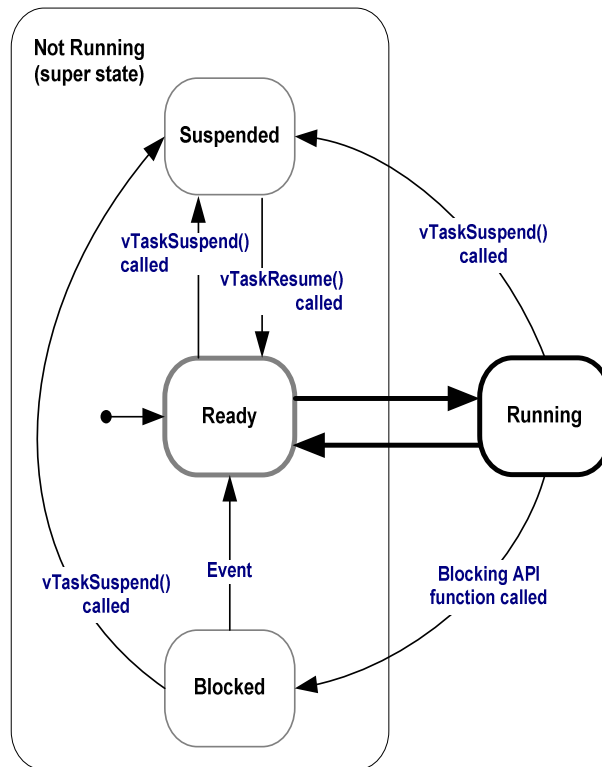 Not Running
(super state)
Suspended
vTaskSuspend()
called
vTaskResume()
called
vTaskSuspend()
called
Ready
Running
vTaskSuspend()
called
Event
Blocking API
function called
Blocked